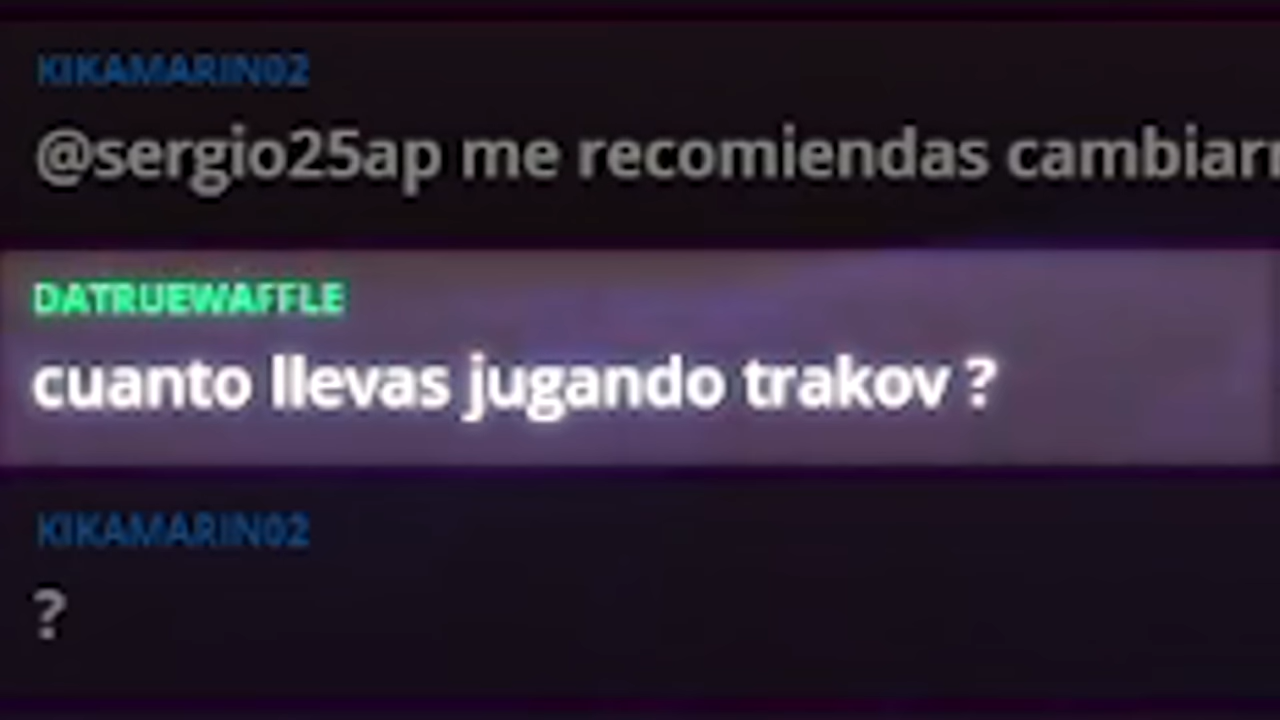 KIKAMARIN02
@sergio25ap me recomiendas
DATRUEWAFFLE
cuanto llevas jugando trakov ?
KIKAMARIN02
?